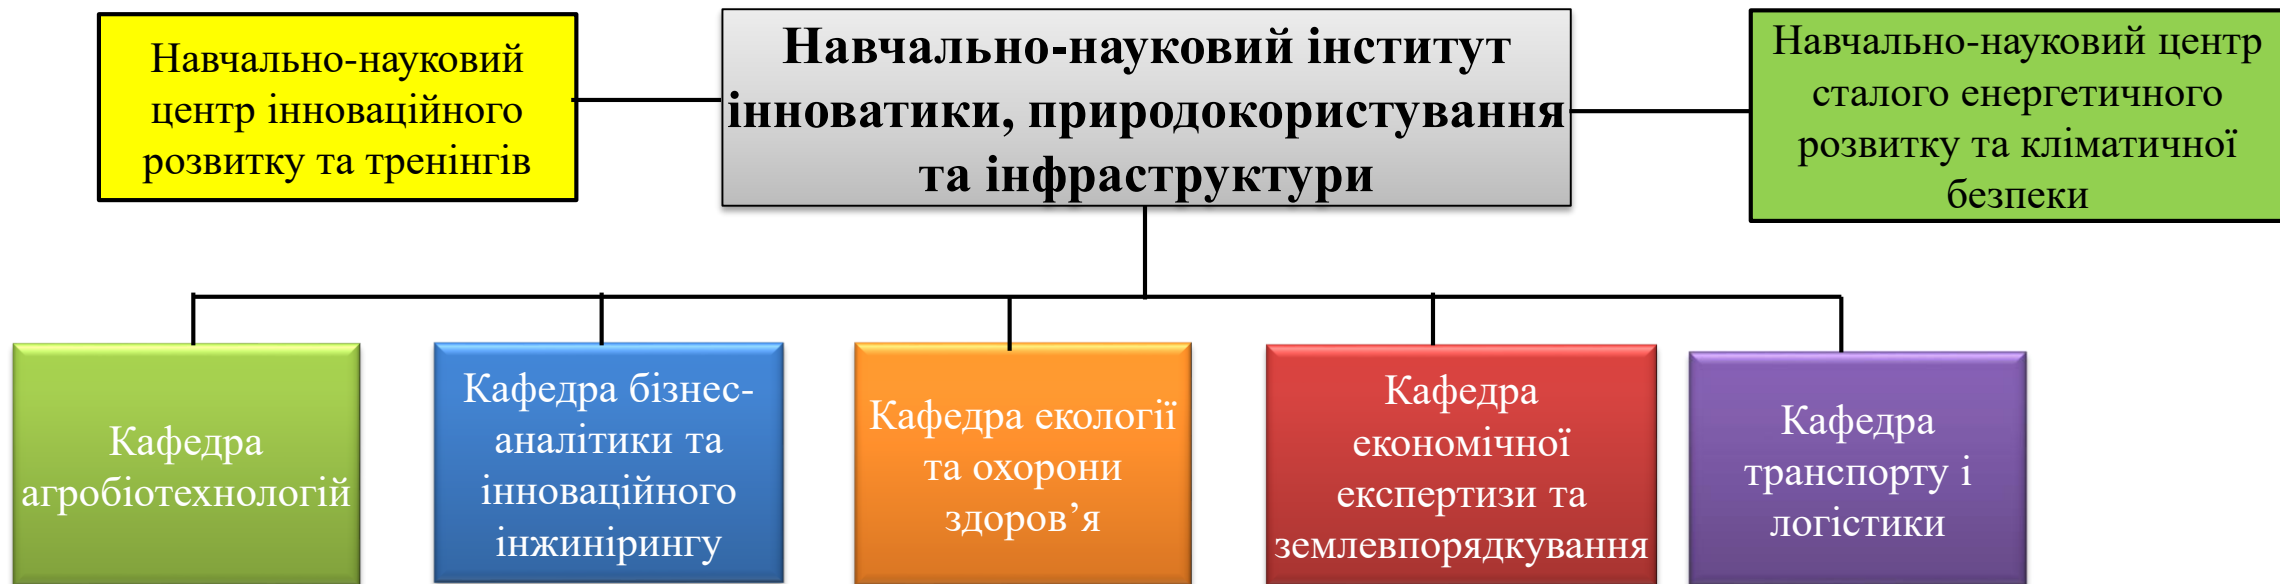 Навчально-науковий
центр інноваційного
розвитку та тренінгів
Навчально-науковий інститут
інноватики, природокористування
та інфраструктури
Навчально-науковий центр
сталого енергетичного
розвитку та кліматичної
безпеки
Кафедра
агробіотехнологій
Кафедра бізнес-
аналітики та
інноваційного
інжинірингу
Кафедра екології
та охорони
здоров’я
Кафедра
економічної
експертизи та
землевпорядкування
Кафедра
транспорту і
логістики